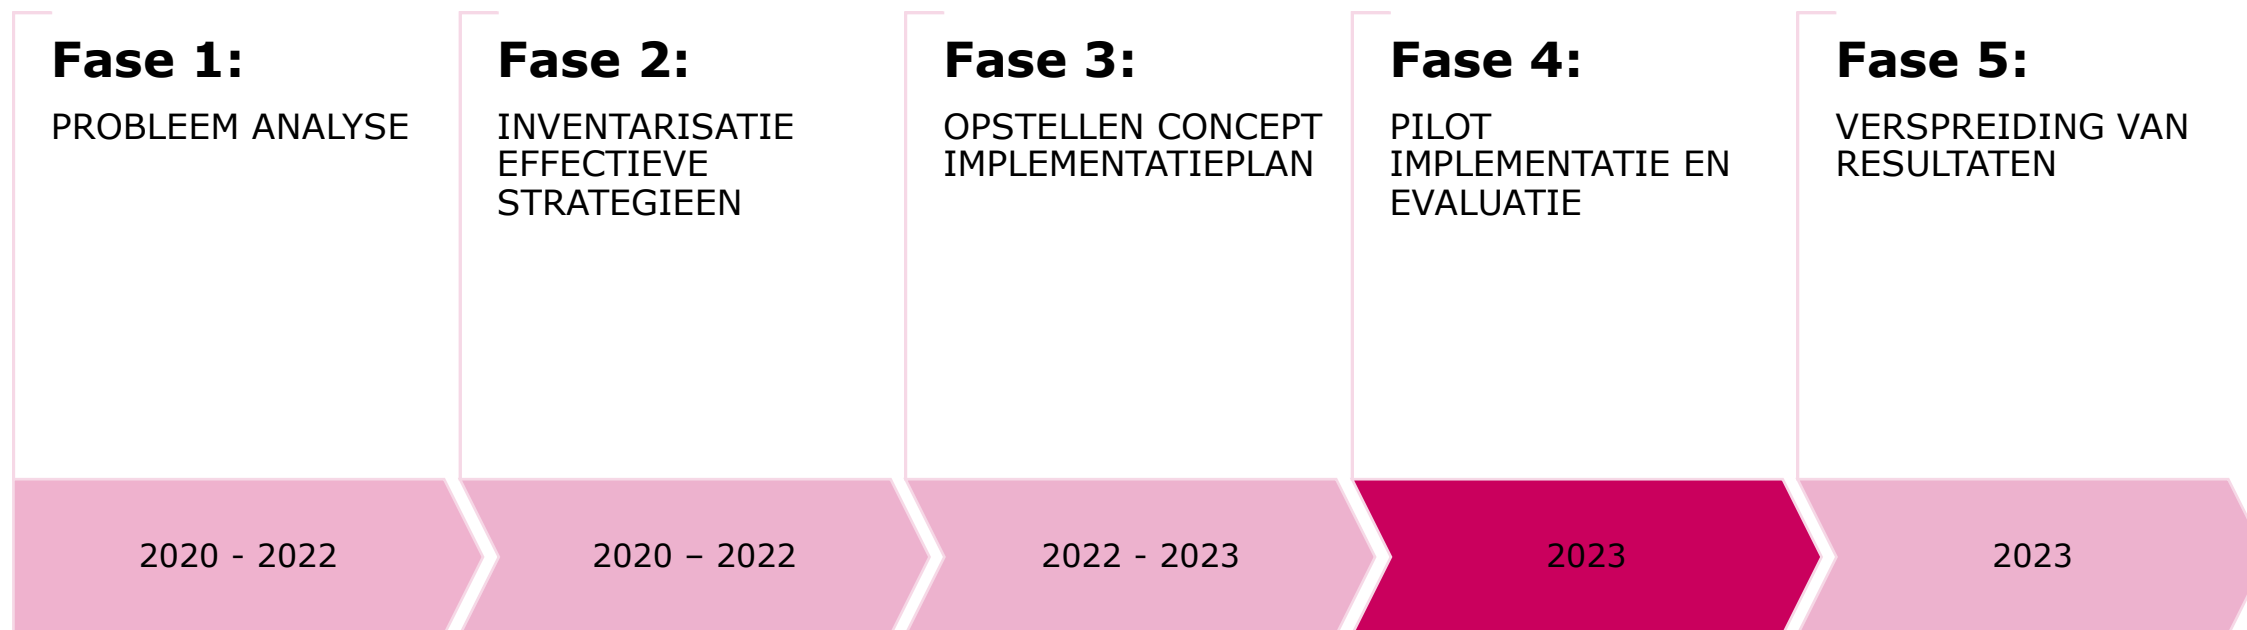 Fase 1:
PROBLEEM ANALYSE
2020 - 2022
Fase 2:
INVENTARISATIE
EFFECTIEVE
STRATEGIEEN
2020 – 2022
Fase 3:
OPSTELLEN CONCEPT
IMPLEMENTATIEPLAN
2022 - 2023
Fase 4:
PILOT
IMPLEMENTATIE EN
EVALUATIE
2023
Fase 5:
VERSPREIDING VAN
RESULTATEN
2023